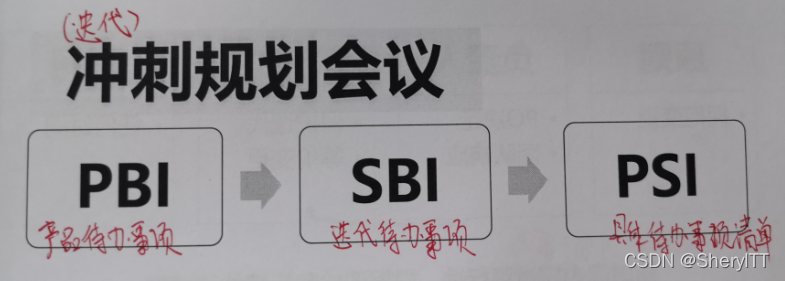 (迭代)
冲刺规划会议
PBI
SBI
PSI
产品待办事项
迭代待办事项
具体待办事项清单
CSDN @SherylTT